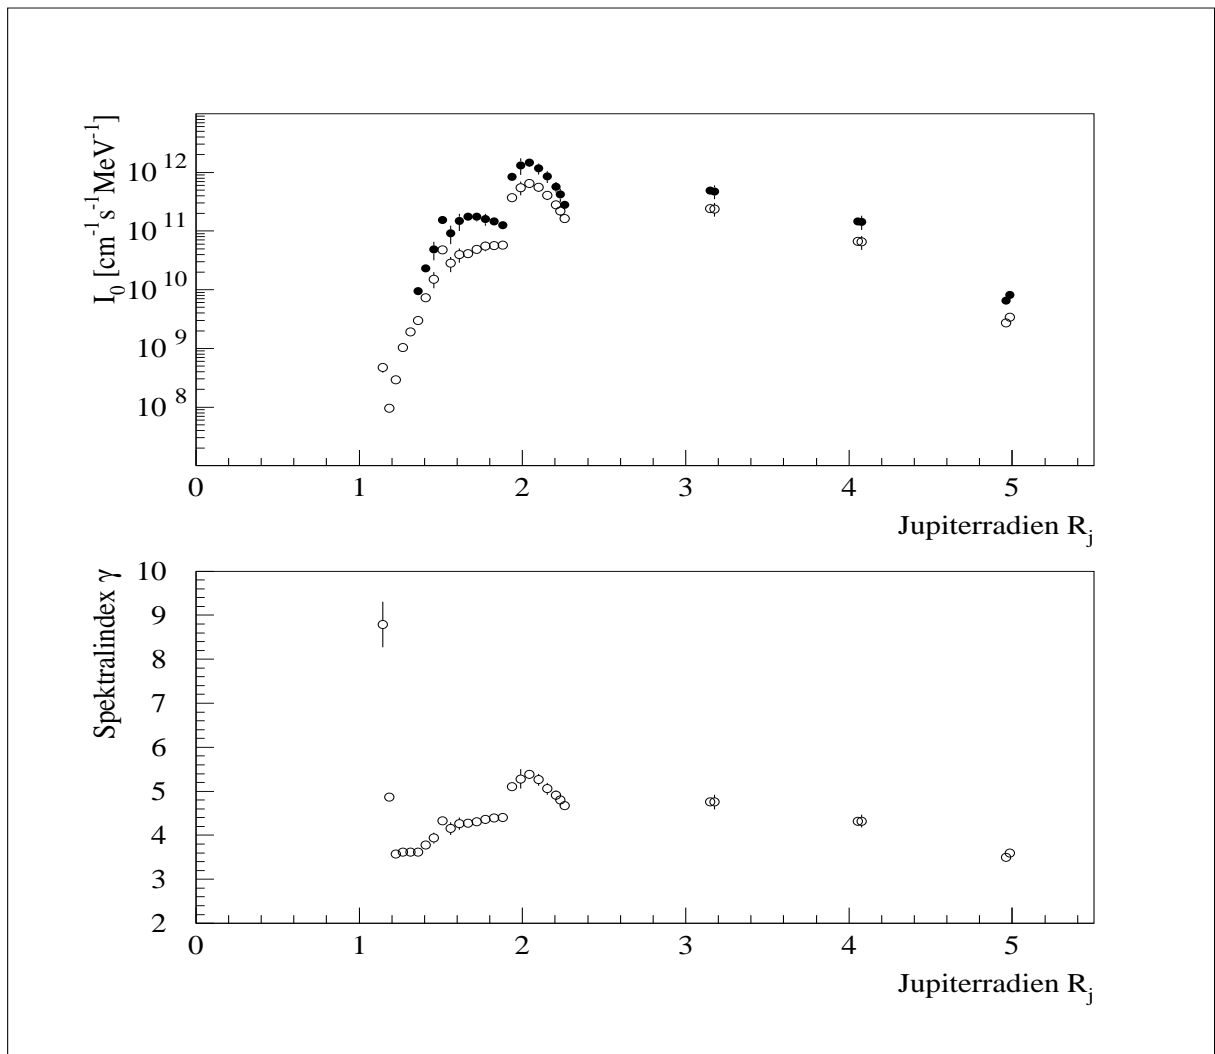 I₀ [cm⁻¹s⁻¹MeV⁻¹]
10¹²
10¹¹
10¹⁰
10⁹
10⁸
0 1 2 3 4 5
Jupiterradien Rⱼ
Spektralindex γ
10
9
8
7
6
5
4
3
2
0 1 2 3 4 5
Jupiterradien Rⱼ